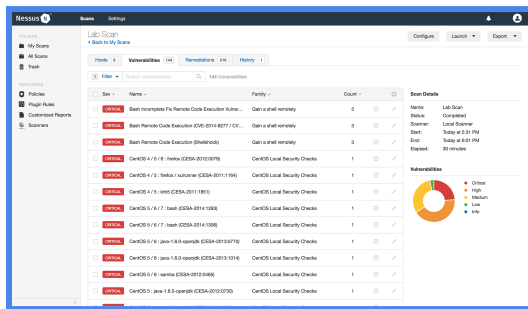 Nessus N
Scans
Settings
FOLDERS
My Scans
All Scans
Trash
RESOURCES
Policies
Plugin Rules
Customized Reports
Scanners
Lab Scan
Back to My Scans
Configure
Launch
Export
Hosts 9
Vulnerabilities 144
Remediations 216
History 1
Filter
Search Vulnerabilities
144 Vulnerabilities
Sev
Name
Family
Count
CRITICAL Bash Incomplete Fix Remote Code Execution Vulner... Gain a shell remotely 3
CRITICAL Bash Remote Code Execution (CVE-2014-6277 / CV... Gain a shell remotely 3
CRITICAL Bash Remote Code Execution (Shellshock) Gain a shell remotely 3
CRITICAL CentOS 4 / 5 / 6 : firefox (CESA-2012:0079) CentOS Local Security Checks 1
CRITICAL CentOS 4 / 5 : firefox / xulrunner (CESA-2011:1164) CentOS Local Security Checks 1
CRITICAL CentOS 4 / 5 : krb5 (CESA-2011:1851) CentOS Local Security Checks 1
CRITICAL CentOS 5 / 6 / 7 : bash (CESA-2014:1293) CentOS Local Security Checks 1
CRITICAL CentOS 5 / 6 / 7 : bash (CESA-2014:1306) CentOS Local Security Checks 1
CRITICAL CentOS 5 / 6 : java-1.6.0-openjdk (CESA-2013:0770) CentOS Local Security Checks 1
CRITICAL CentOS 5 / 6 : java-1.6.0-openjdk (CESA-2013:1014) CentOS Local Security Checks 1
CRITICAL CentOS 5 / 6 : samba (CESA-2012:0465) CentOS Local Security Checks 1
CRITICAL CentOS 5 : java-1.6.0-openjdk (CESA-2012:0730) CentOS Local Security Checks 1
Scan Details
Name: Lab Scan
Status: Completed
Scanner: Local Scanner
Start: Today at 5:31 PM
End: Today at 6:01 PM
Elapsed: 30 minutes
Vulnerabilities
Critical
High
Medium
Low
Info